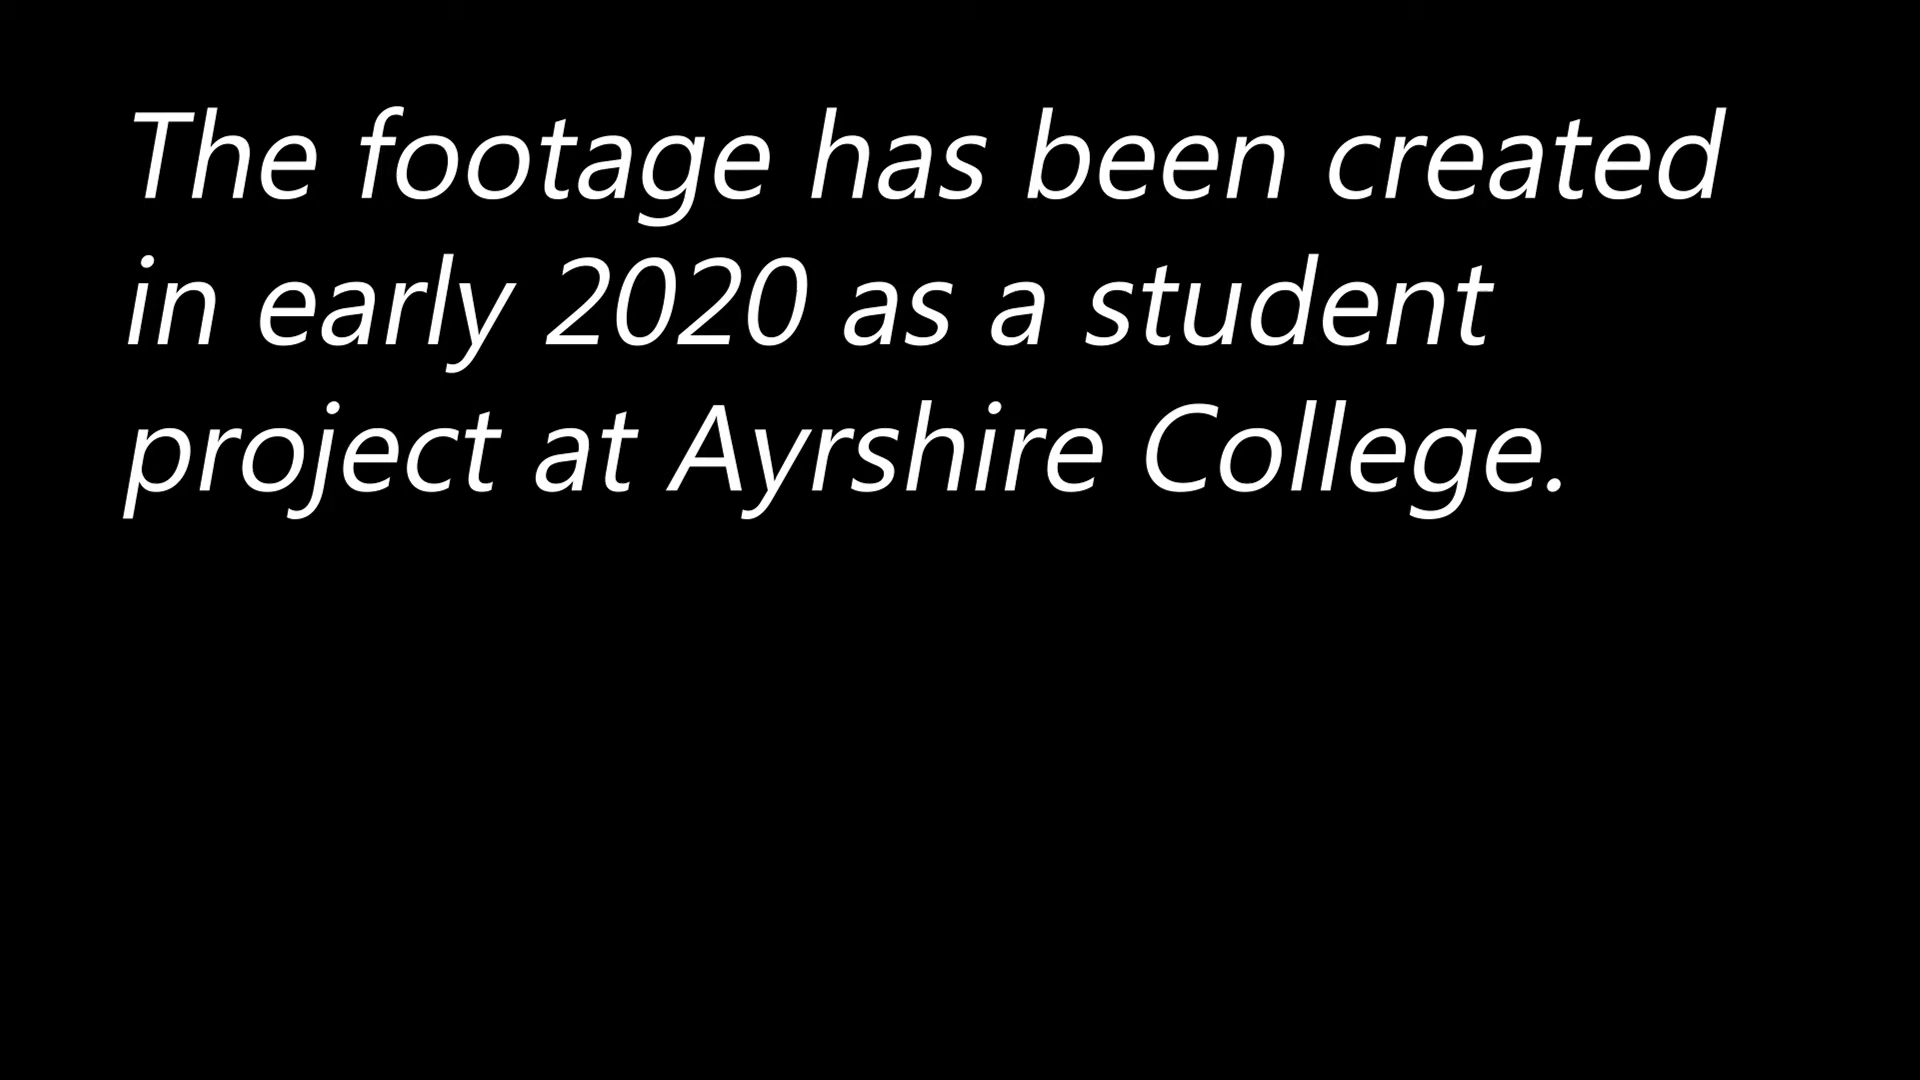 The footage has been created
in early 2020 as a student
project at Ayrshire College.